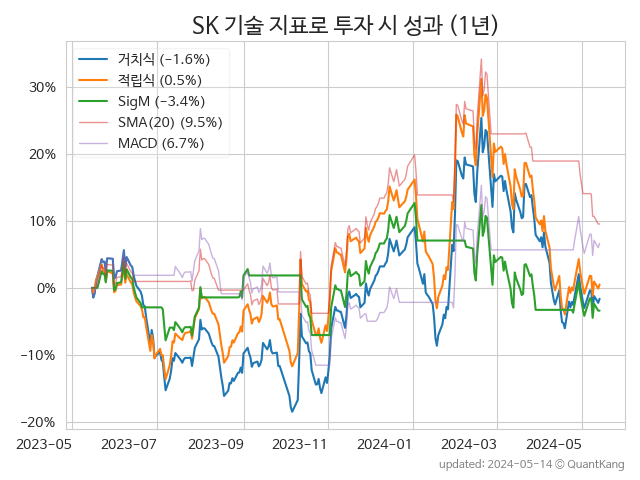 SK 기술 지표로 투자 시 성과 (1년)
거치식 (−1.6%)
적립식 (0.5%)
SigM (−3.4%)
SMA(20) (9.5%)
MACD (6.7%)
30%
20%
10%
0%
−10%
−20%
2023−05 2023−07 2023−09 2023−11 2024−01 2024−03 2024−05
updated: 2024−05−14 © QuantKang